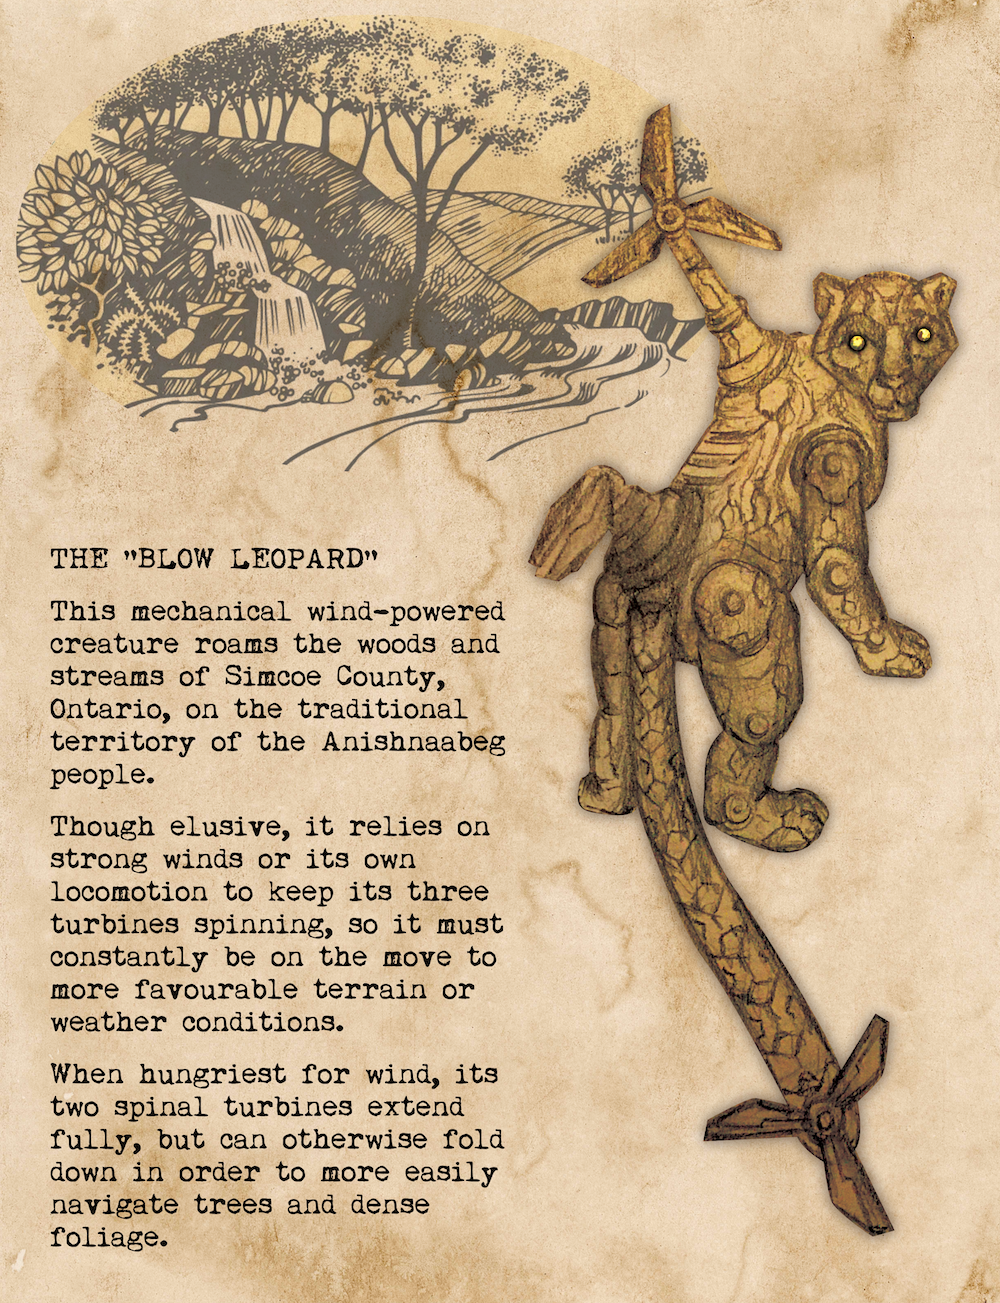 THE "BLOW LEOPARD"
This mechanical wind-powered
creature roams the woods and
streams of Simcoe County,
Ontario, on the traditional
territory of the Anishnaabeg
people.
Though elusive, it relies on
strong winds or its own
locomotion to keep its three
turbines spinning, so it must
constantly be on the move to
more favourable terrain or
weather conditions.
When hungriest for wind, its
two spinal turbines extend
fully, but can otherwise fold
down in order to more easily
navigate trees and dense
foliage.